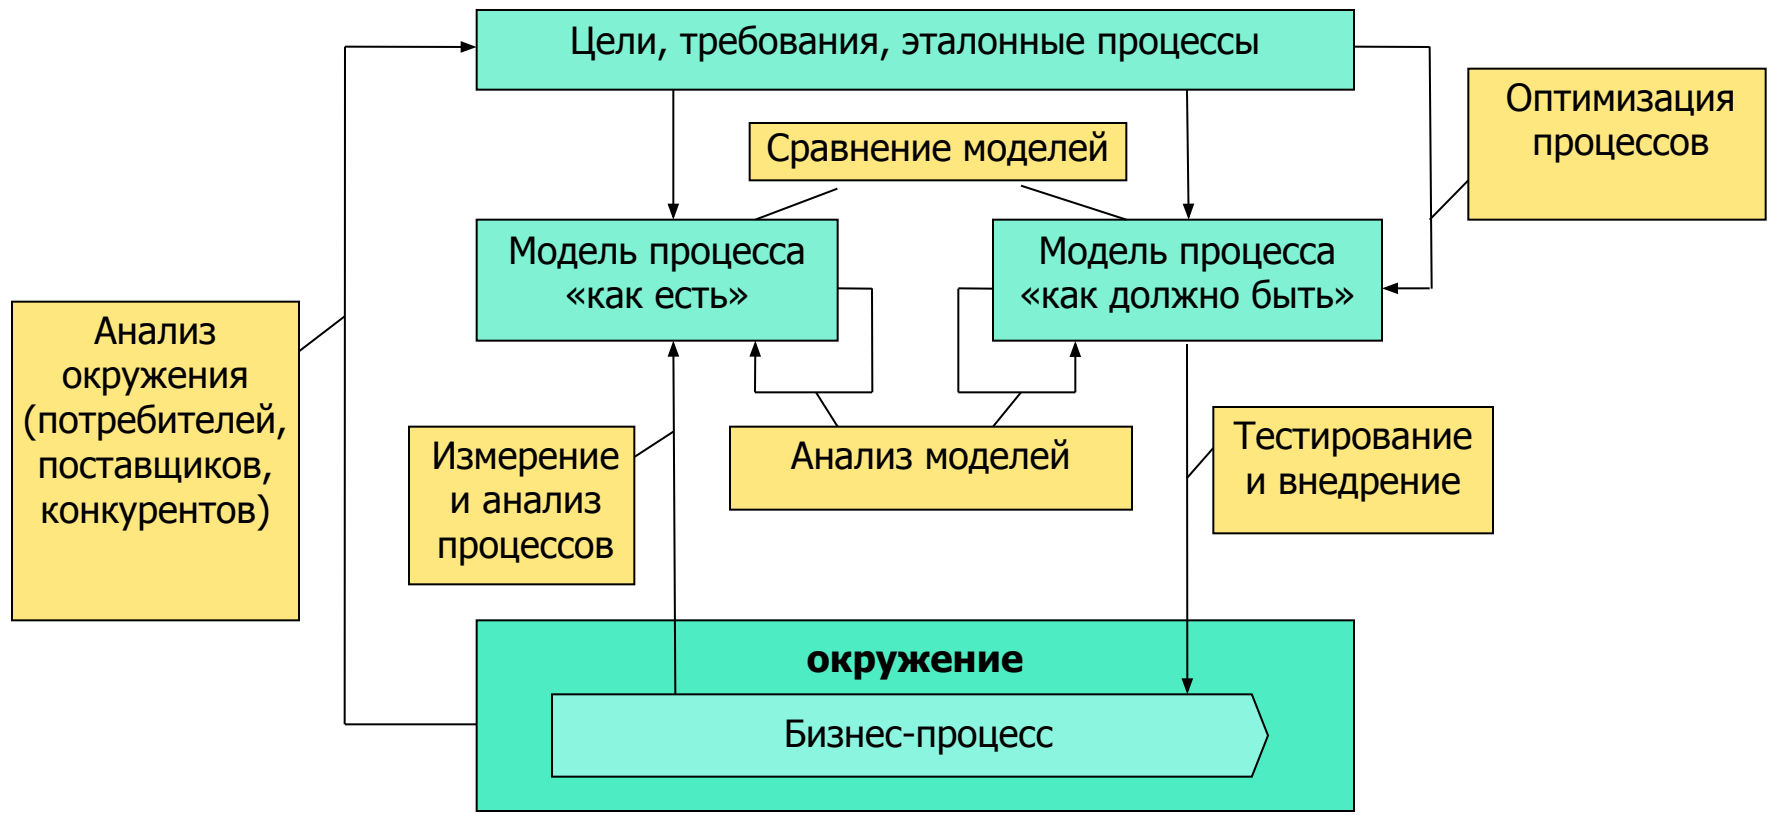 Цели, требования, эталонные процессы
Оптимизация
процессов
Сравнение моделей
Модель процесса
«как есть»
Модель процесса
«как должно быть»
Анализ
окружения
(потребителей,
поставщиков,
конкурентов)
Измерение
и анализ
процессов
Анализ моделей
Тестирование
и внедрение
окружение
Бизнес-процесс